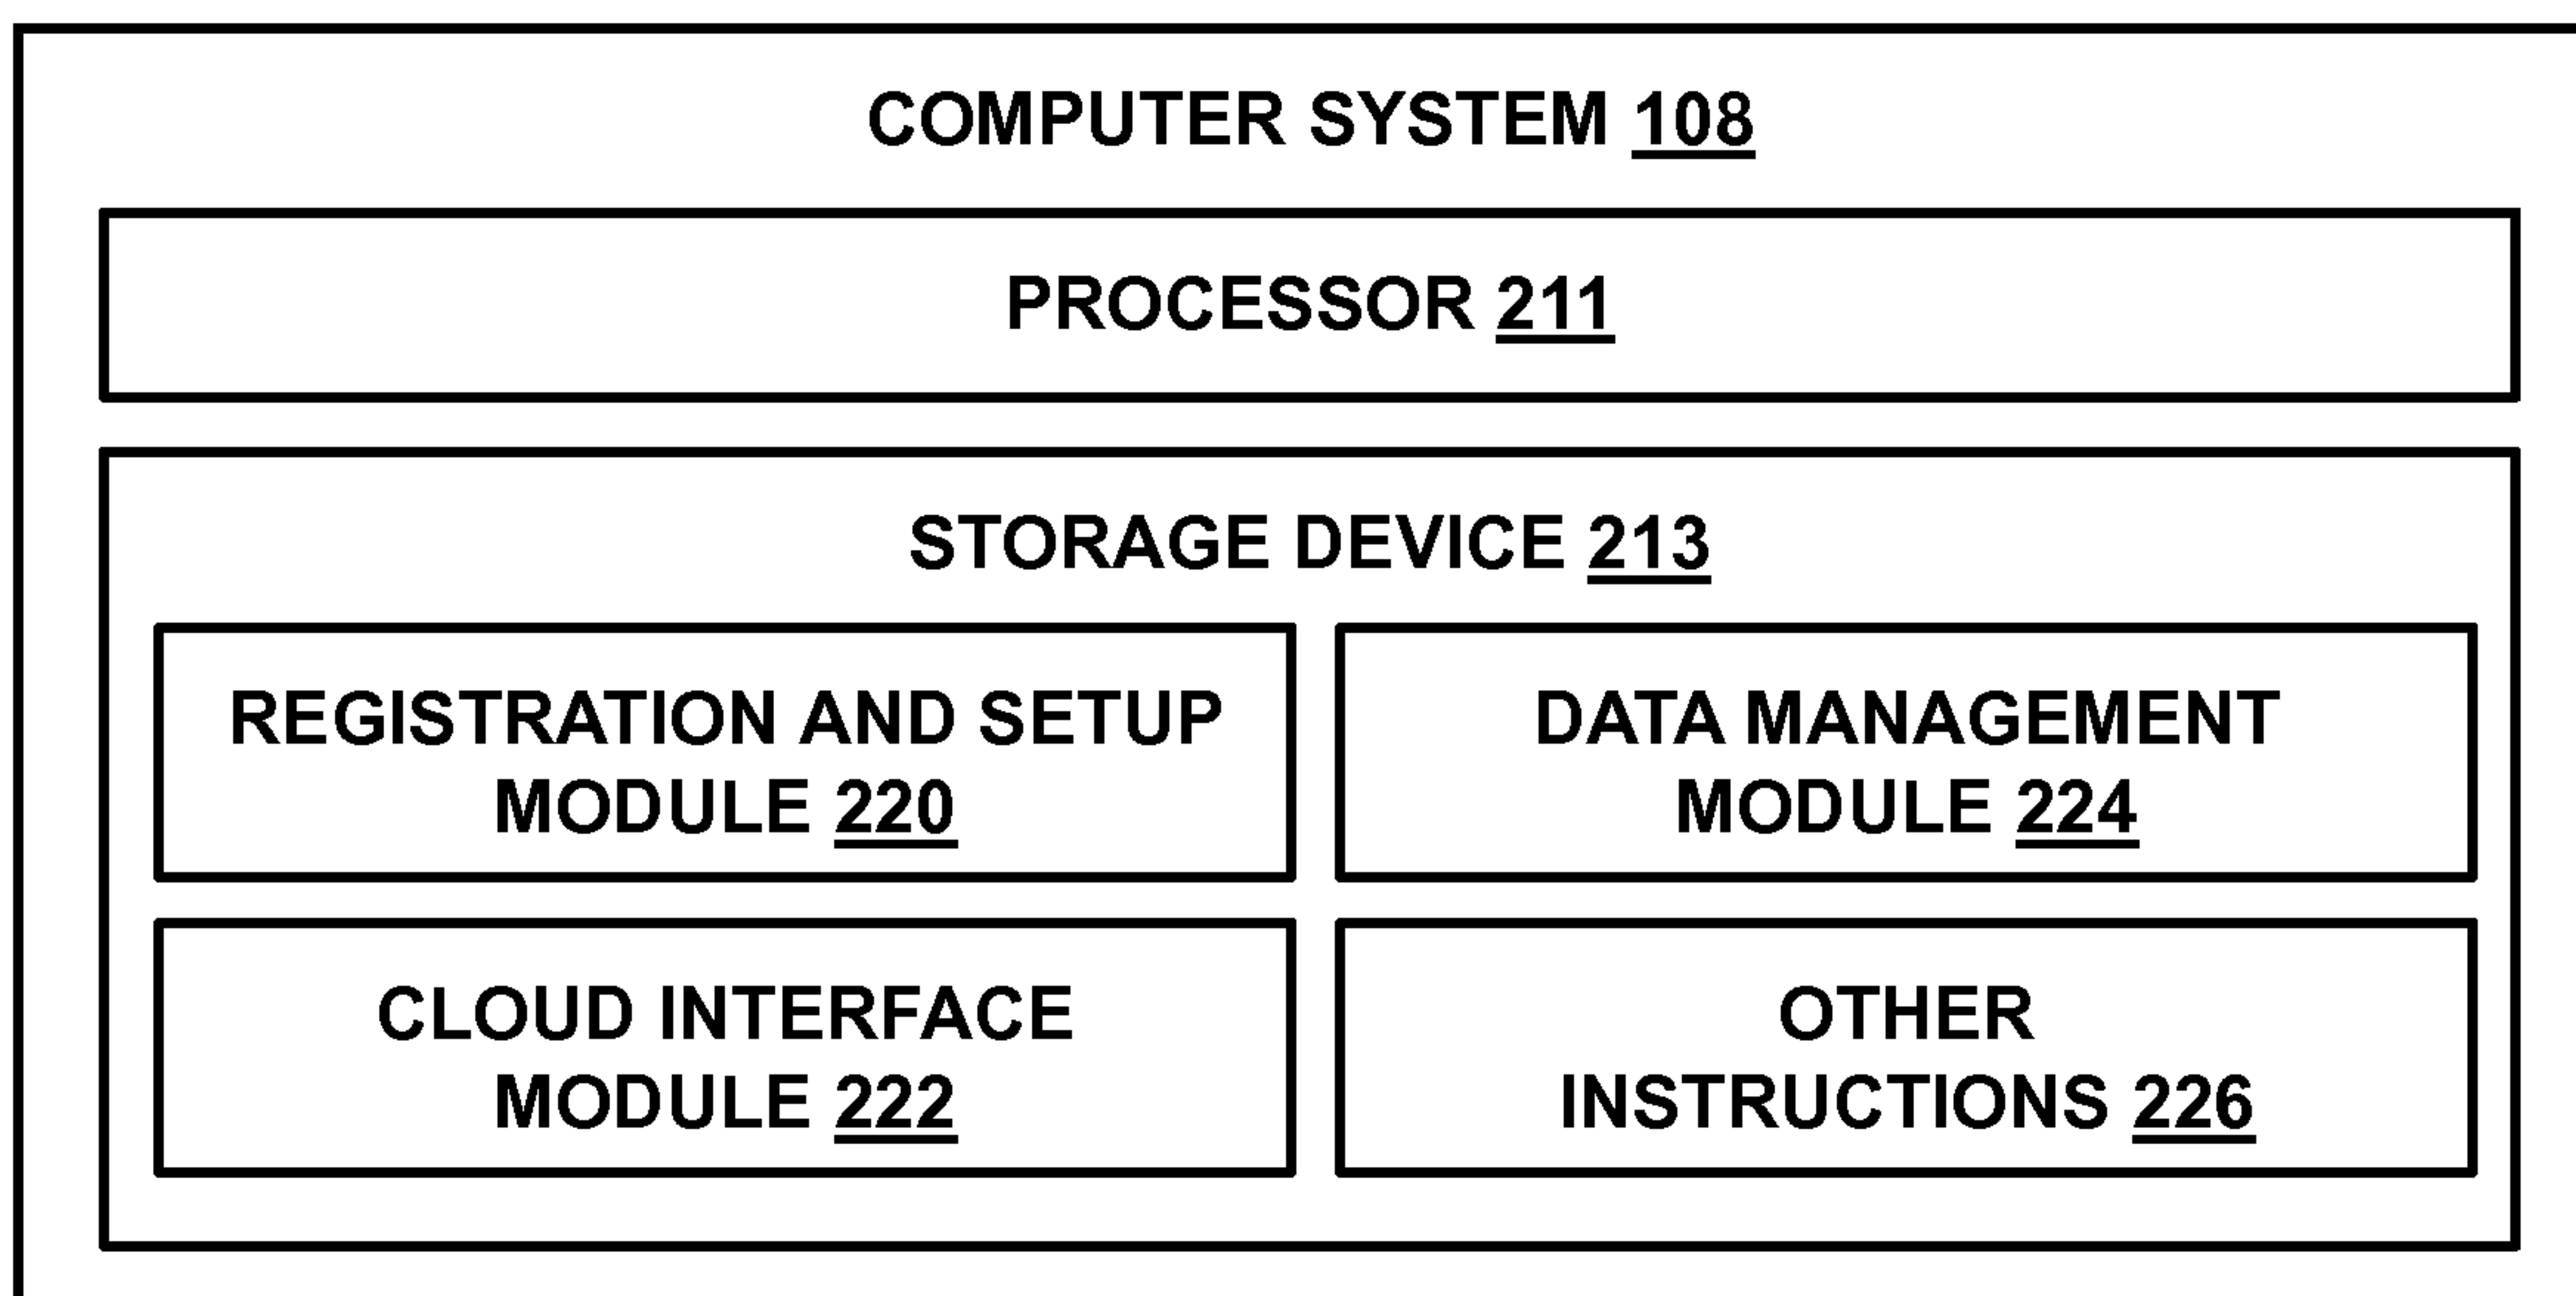 COMPUTER SYSTEM 108
PROCESSOR 211
STORAGE DEVICE 213
REGISTRATION AND SETUP
MODULE 220
DATA MANAGEMENT
MODULE 224
CLOUD INTERFACE
MODULE 222
OTHER
INSTRUCTIONS 226